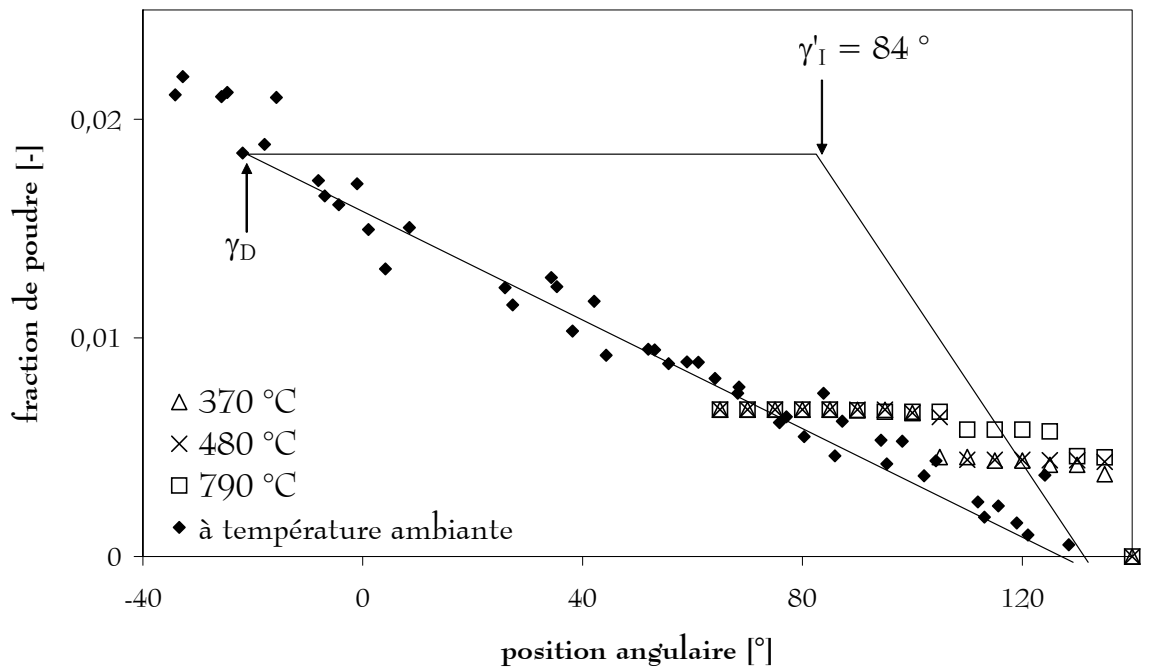 γ'I = 84 °
0,02
γD
fraction de poudre [-]
0,01
370 °C
480 °C
790 °C
à température ambiante
0
-40
0
40
80
120
position angulaire [°]